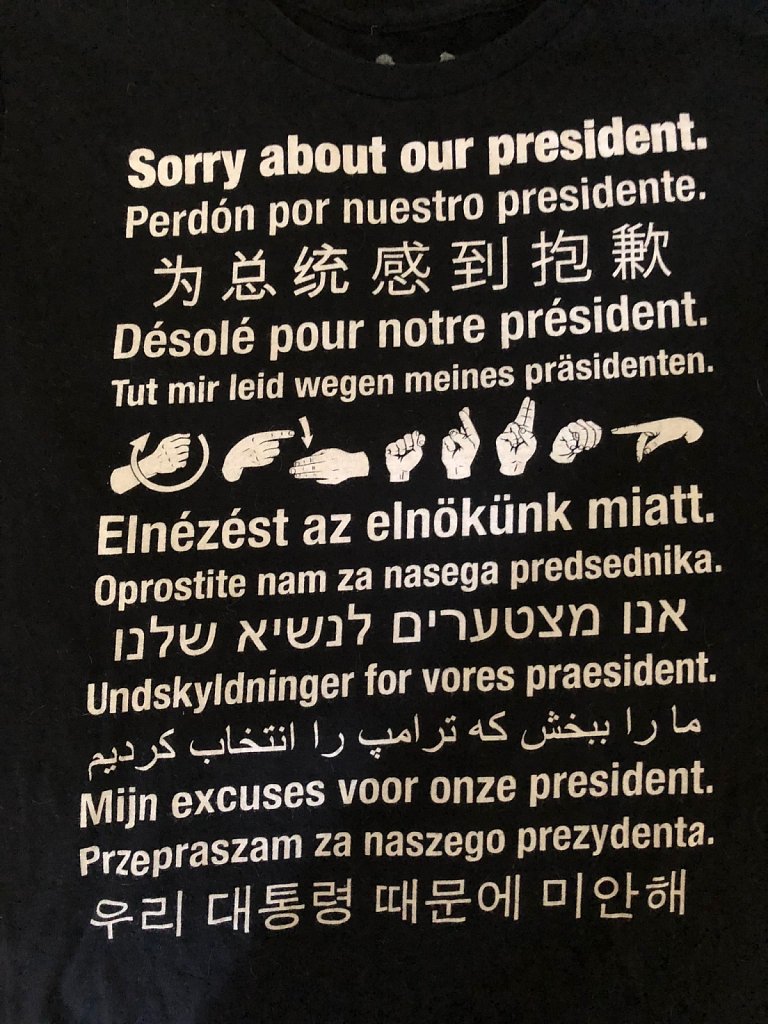 Sorry about our president.
Perdón por nuestro presidente.
为总统感到抱歉
Désolé pour notre président.
Tut mir leid wegen meines präsidenten.
Elnézést az elnökünk miatt.
Oprostite nam za nasega predsednika.
אנו מצטערים לנשיא שלנו
Undskyldninger for vores praesident.
ما را ببخش که ترامپ را انتخاب کردیم
Mijn excuses voor onze president.
Przepraszam za naszego prezydenta.
우리 대통령 때문에 미안해